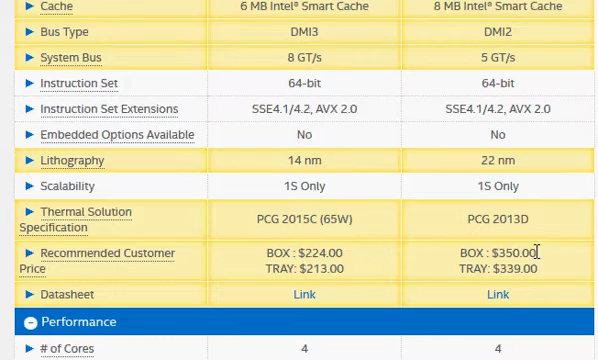 Cache 6 MB Intel® Smart Cache 8 MB Intel® Smart Cache
Bus Type DMI3 DMI2
System Bus 8 GT/s 5 GT/s
Instruction Set 64-bit 64-bit
Instruction Set Extensions SSE4.1/4.2, AVX 2.0 SSE4.1/4.2, AVX 2.0
Embedded Options Available No No
Lithography 14 nm 22 nm
Scalability 1S Only 1S Only
Thermal Solution
Specification PCG 2015C (65W) PCG 2013D
Recommended Customer BOX : $224.00 BOX : $350.00
Price TRAY: $213.00 TRAY: $339.00
Datasheet Link Link
Performance
# of Cores 4 4